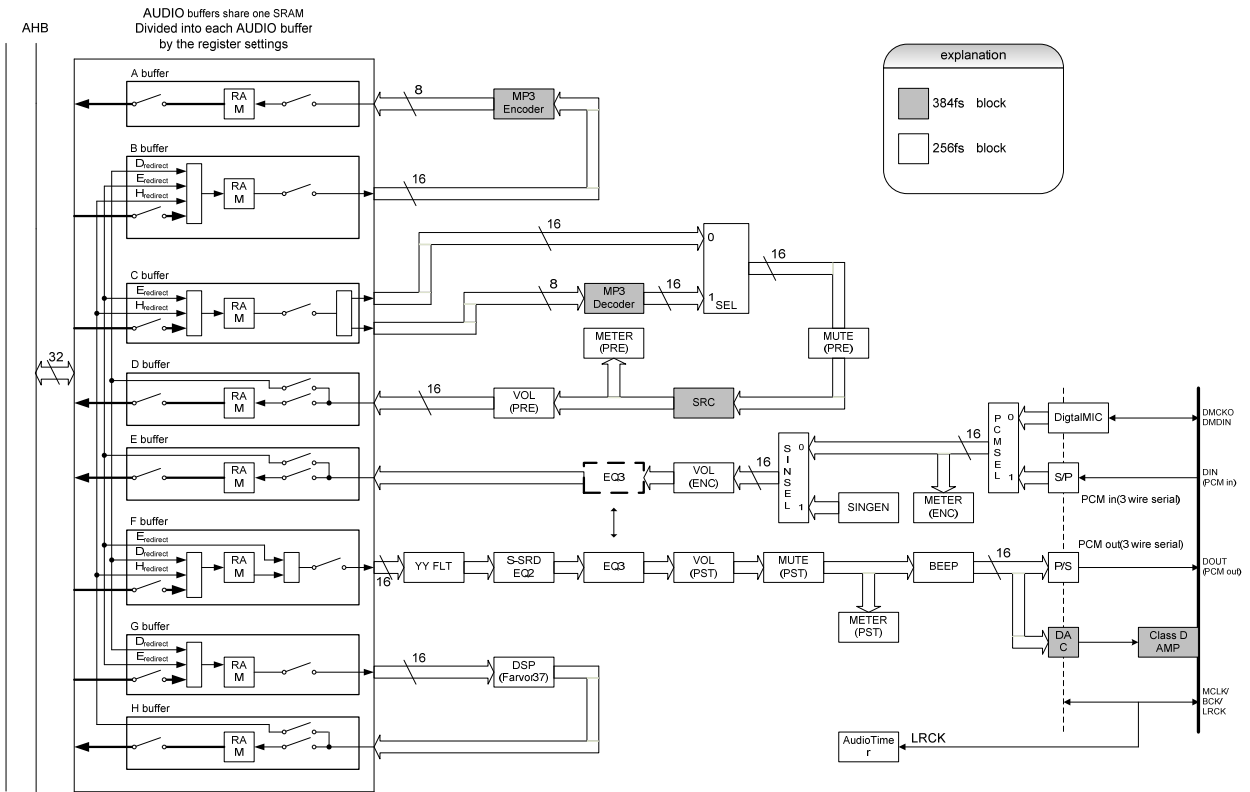 AHB
AUDIO buffers share one SRAM
Divided into each AUDIO buffer
by the register settings
explanation
384fs block
256fs block
A buffer
RA
M
8
MP3
Encoder
B buffer
Dredirect
Eredirect
Hredirect
RA
M
16
C buffer
Eredirect
Hredirect
RA
M
16
8
MP3
Decoder
16
0
1
SEL
16
METER
(PRE)
MUTE
(PRE)
32
D buffer
RA
M
16
VOL
(PRE)
SRC
E buffer
RA
M
EQ3
VOL
(ENC)
16
S
I
N
S
E
L
0
1
SINGEN
16
METER
(ENC)
P
C
M
S
E
L
0
1
DigtalMIC
DMCKO
DMDIN
S/P
DIN
(PCM in)
PCM in(3 wire serial)
F buffer
Eredirect
Dredirect
Hredirect
RA
M
16
YY FLT
S-SRD
EQ2
EQ3
VOL
(PST)
MUTE
(PST)
METER
(PST)
BEEP
16
PCM out(3 wire serial)
P/S
DOUT
(PCM out)
DA
C
Class D
AMP
G buffer
Dredirect
Eredirect
RA
M
16
DSP
(Farvor37)
H buffer
RA
M
MCLK/
BCK/
LRCK
AudioTime
r
LRCK